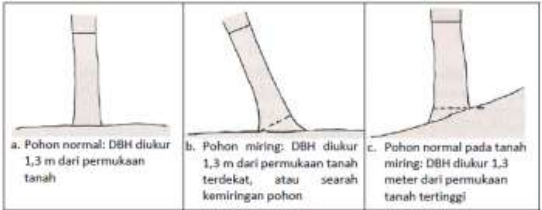 a. Pohon normal: DBH diukur
1,3 m dari permukaan
tanah
b. Pohon miring: DBH diukur
1,3 m dari permukaan tanah
terdekat, atau searah
kemiringan pohon
c. Pohon normal pada tanah
miring: DBH diukur 1,3
meter dari permukaan
tanah tertinggi